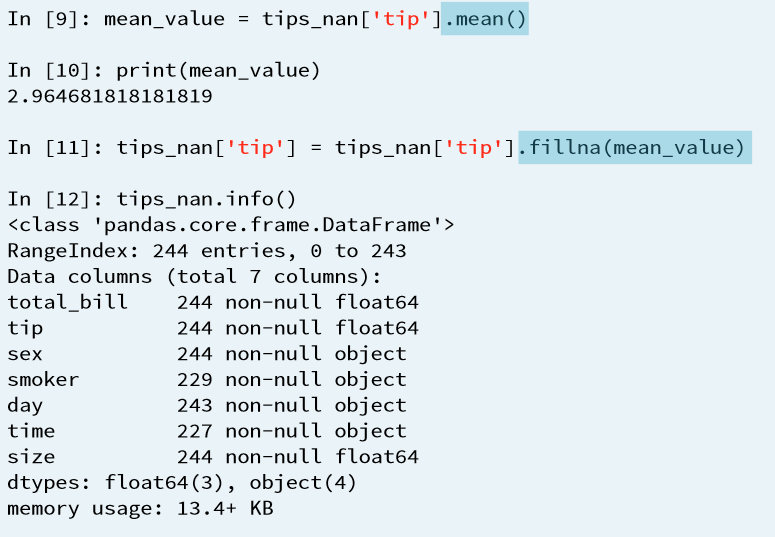 In [9]: mean_value = tips_nan['tip'].mean()
In [10]: print(mean_value)
2.964681818181819
In [11]: tips_nan['tip'] = tips_nan['tip'].fillna(mean_value)
In [12]: tips_nan.info()
<class 'pandas.core.frame.DataFrame'>
RangeIndex: 244 entries, 0 to 243
Data columns (total 7 columns):
total_bill    244 non-null float64
tip           244 non-null float64
sex           244 non-null object
smoker        229 non-null object
day           243 non-null object
time          227 non-null object
size          244 non-null float64
dtypes: float64(3), object(4)
memory usage: 13.4+ KB